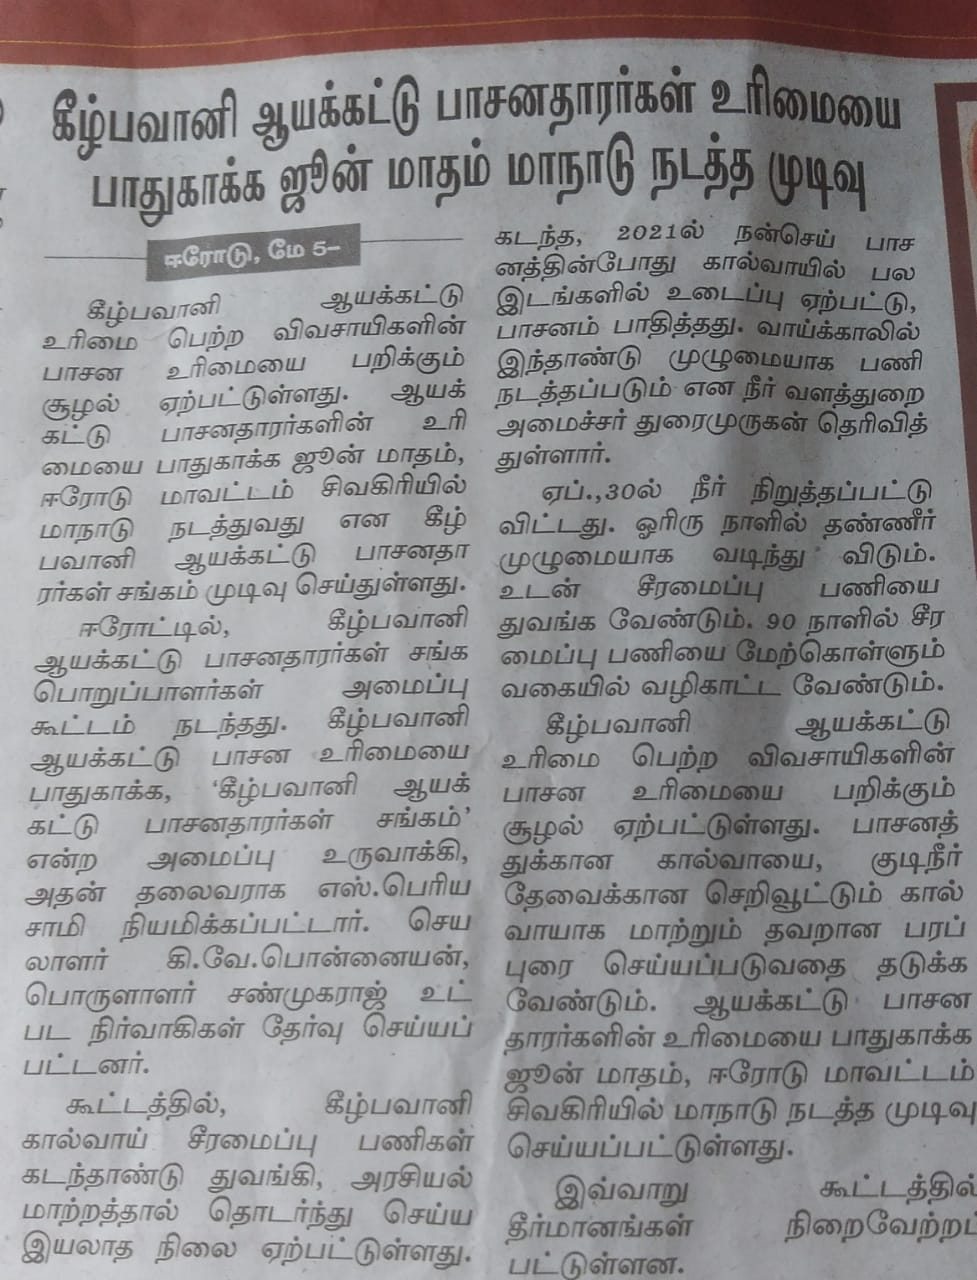 கீழ்பவானி ஆயக்கட்டு பாசனதாரர்கள் உரிமையை
பாதுகாக்க ஜூன் மாதம் மாநாடு நடத்த முடிவு
ஈரோடு, மே 5–
கீழ்பவானி ஆயக்கட்டு
உரிமை பெற்ற விவசாயிகளின்
பாசன உரிமையை பறிக்கும்
சூழல் ஏற்பட்டுள்ளது. ஆயக்
கட்டு பாசனதாரர்களின் உரி
மையை பாதுகாக்க ஜூன் மாதம்,
ஈரோடு மாவட்டம் சிவகிரியில்
மாநாடு நடத்துவது என கீழ்
பவானி ஆயக்கட்டு பாசனதா
ரர்கள் சங்கம் முடிவு செய்துள்ளது.
ஈரோட்டில், கீழ்பவானி
ஆயக்கட்டு பாசனதாரர்கள் சங்க
பொறுப்பாளர்கள் அமைப்பு
கூட்டம் நடந்தது. கீழ்பவானி
ஆயக்கட்டு பாசன உரிமையை
பாதுகாக்க, ‘கீழ்பவானி ஆயக்
கட்டு பாசனதாரர்கள் சங்கம்’
என்ற அமைப்பு உருவாக்கி,
அதன் தலைவராக எஸ்.பெரிய
சாமி நியமிக்கப்பட்டார். செய
லாளர் கி.வே.பொன்னையன்,
பொருளாளர் சண்முகராஜ் உட்
பட நிர்வாகிகள் தேர்வு செய்யப்
பட்டனர்.
கூட்டத்தில், கீழ்பவானி
கால்வாய் சீரமைப்பு பணிகள்
கடந்தாண்டு துவங்கி, அரசியல்
மாற்றத்தால் தொடர்ந்து செய்ய
இயலாத நிலை ஏற்பட்டுள்ளது.
கடந்த, 2021ல் நன்செய் பாச
னத்தின்போது கால்வாயில் பல
இடங்களில் உடைப்பு ஏற்பட்டு,
பாசனம் பாதித்தது. வாய்க்காலில்
இந்தாண்டு முழுமையாக பணி
நடத்தப்படும் என நீர் வளத்துறை
அமைச்சர் துரைமுருகன் தெரிவித்
துள்ளார்.
ஏப்.,30ல் நீர் நிறுத்தப்பட்டு
விட்டது. ஓரிரு நாளில் தண்ணீர்
முழுமையாக வடிந்து விடும்.
உடன் சீரமைப்பு பணியை
துவங்க வேண்டும். 90 நாளில் சீர
மைப்பு பணியை மேற்கொள்ளும்
வகையில் வழிகாட்ட வேண்டும்.
கீழ்பவானி ஆயக்கட்டு
உரிமை பெற்ற விவசாயிகளின்
பாசன உரிமையை பறிக்கும்
சூழல் ஏற்பட்டுள்ளது. பாசனத்
துக்கான கால்வாயை, குடிநீர்
தேவைக்கான செறிவூட்டும் கால்
வாயாக மாற்றும் தவறான பரப்
புரை செய்யப்படுவதை தடுக்க
வேண்டும். ஆயக்கட்டு பாசன
தாரர்களின் உரிமையை பாதுகாக்க
ஜூன் மாதம், ஈரோடு மாவட்டம்
சிவகிரியில் மாநாடு நடத்த முடிவு
செய்யப்பட்டுள்ளது.
இவ்வாறு கூட்டத்தில்
தீர்மானங்கள் நிறைவேற்றப்
பட்டுள்ளன.